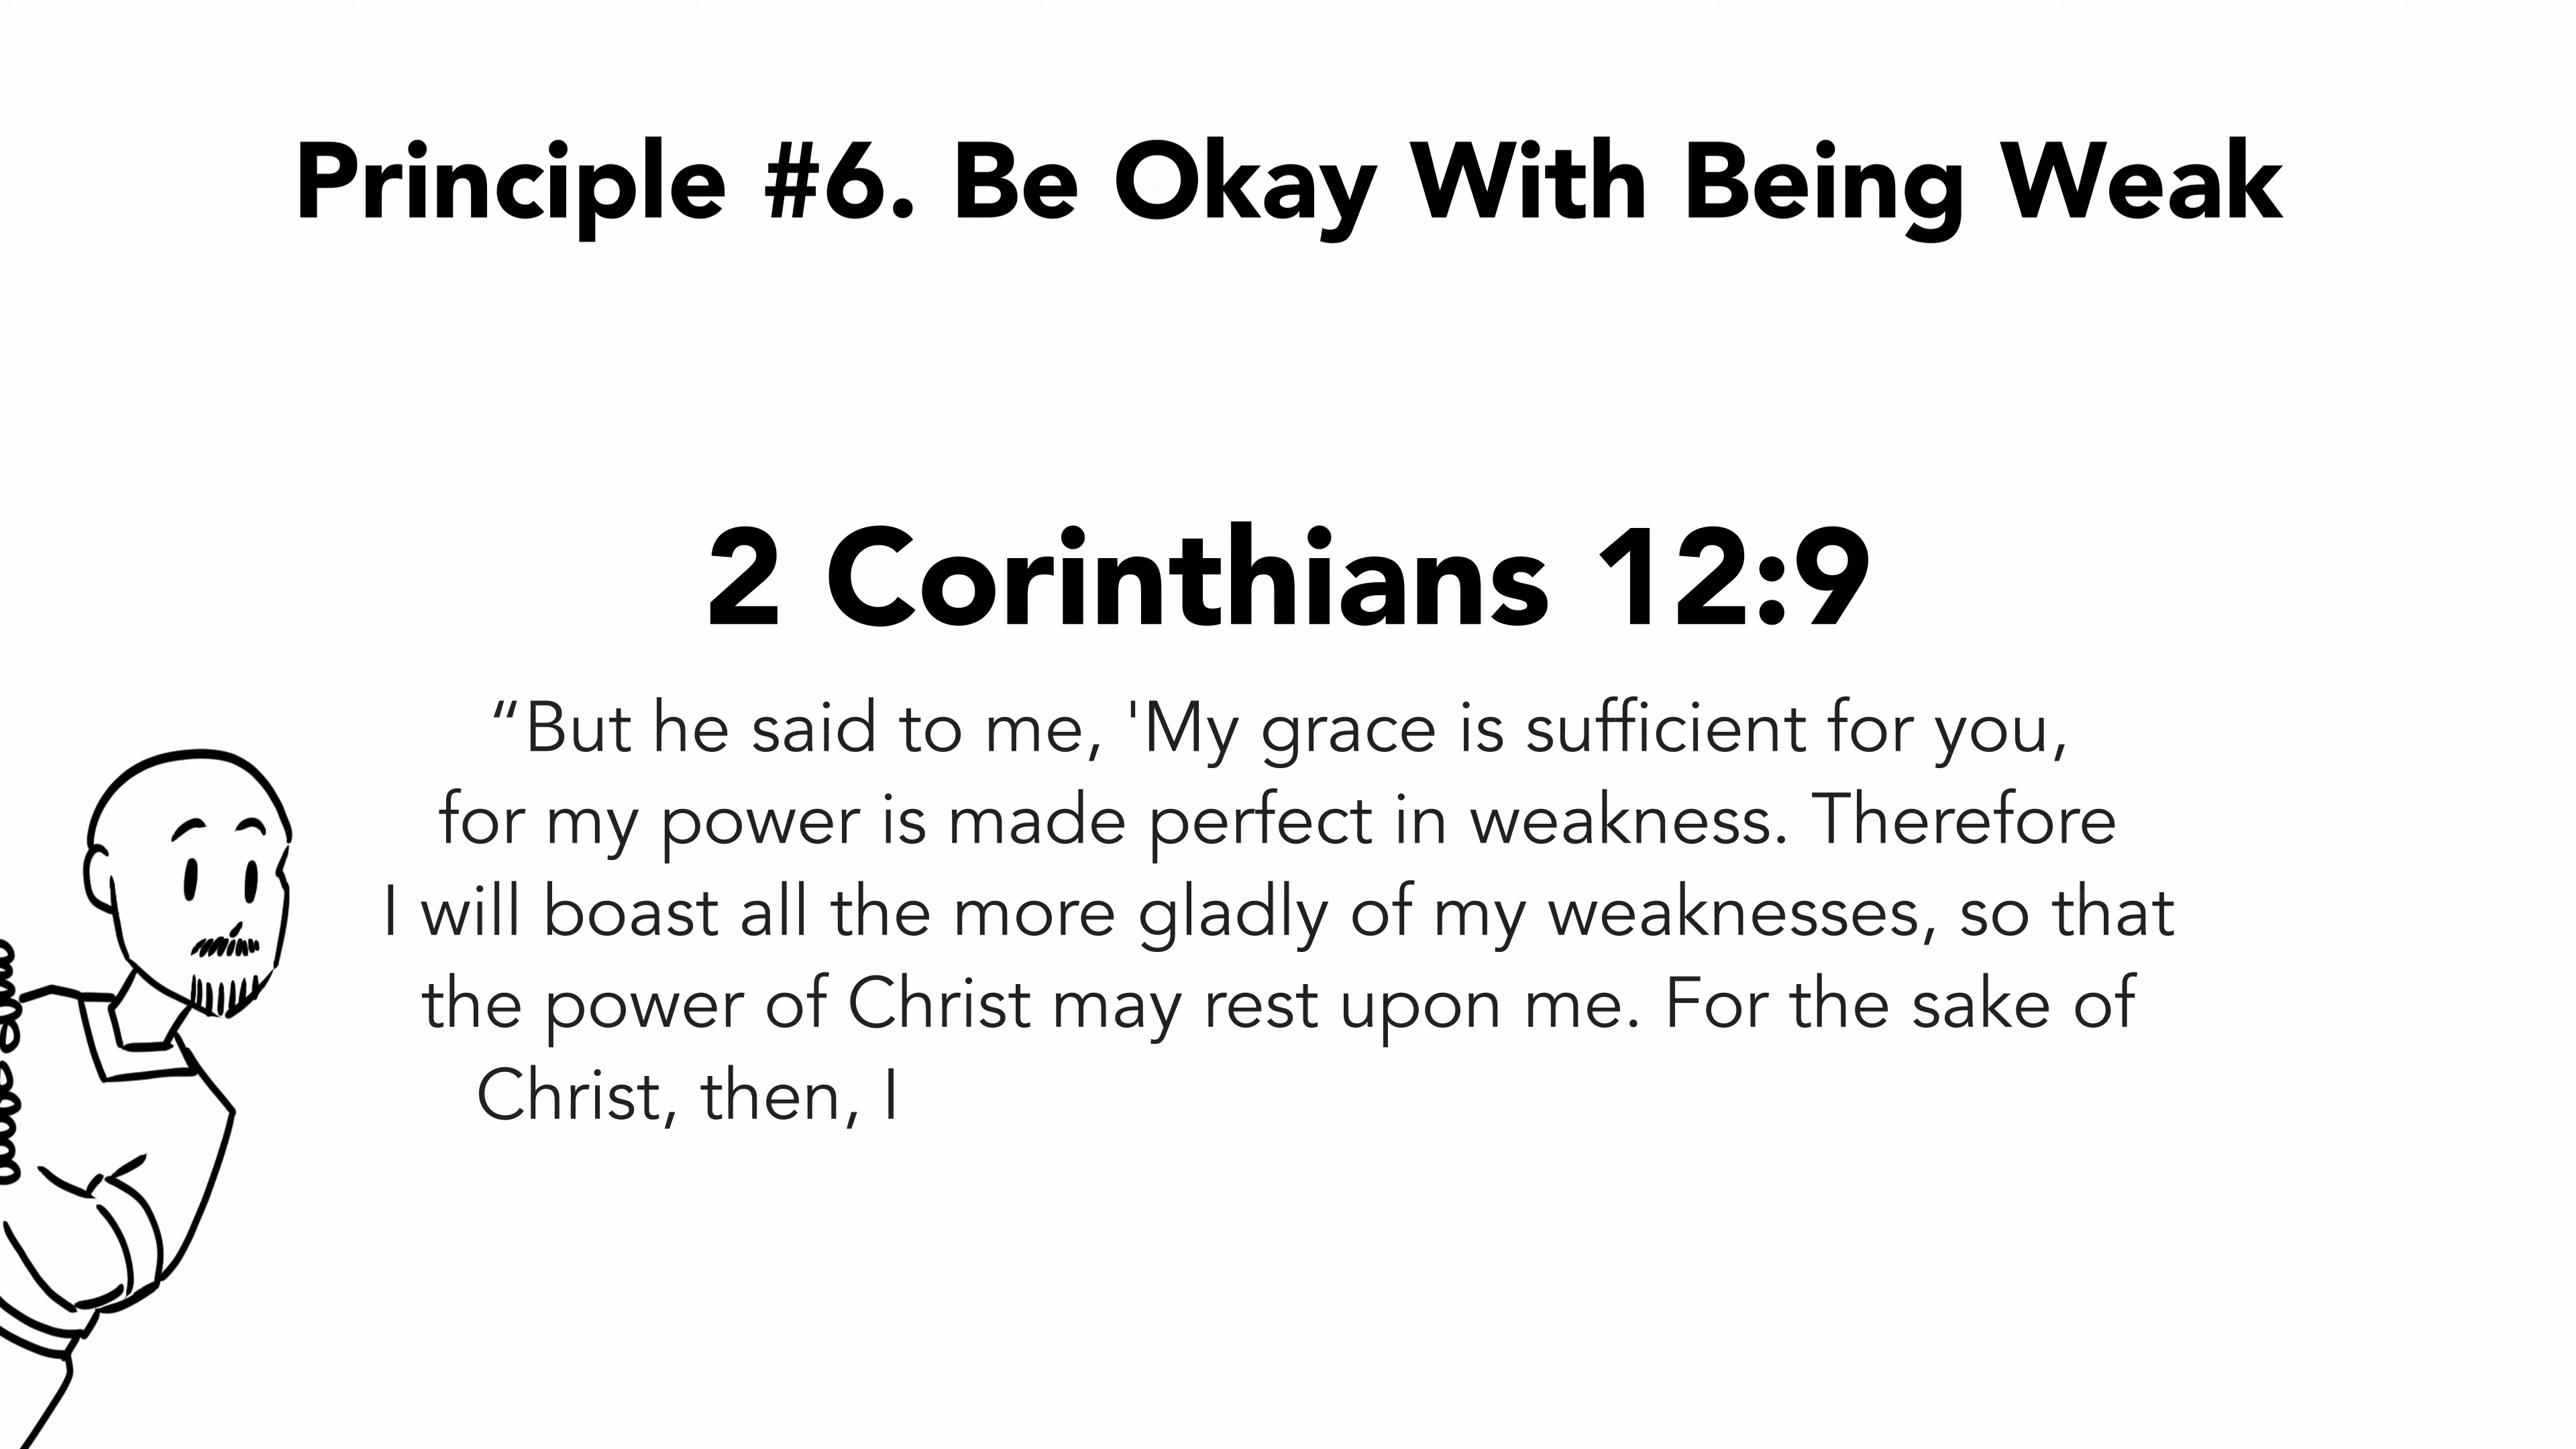 Principle #6. Be Okay With Being Weak
2 Corinthians 12:9
“But he said to me, 'My grace is sufficient for you,
for my power is made perfect in weakness. Therefore
I will boast all the more gladly of my weaknesses, so that
the power of Christ may rest upon me. For the sake of
Christ, then, I